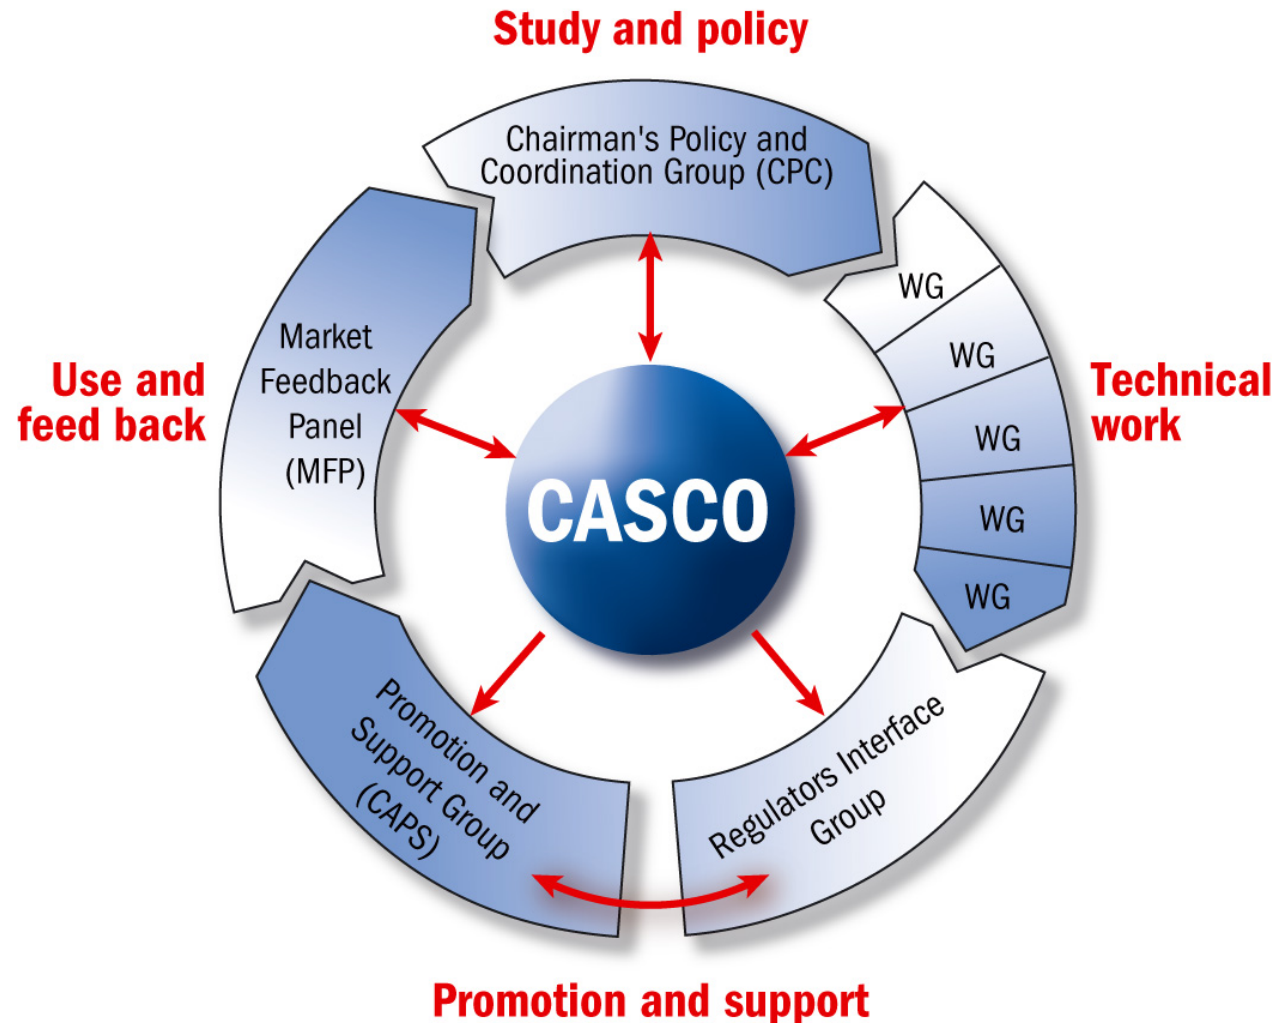 Study and policy
Chairman's Policy and
Coordination Group (CPC)
WG
WG
WG
WG
WG
Technical
work
Market
Feedback
Panel
(MFP)
Use and
feed back
CASCO
Promotion and
Support Group
(CAPS)
Regulators Interface
Group
Promotion and support